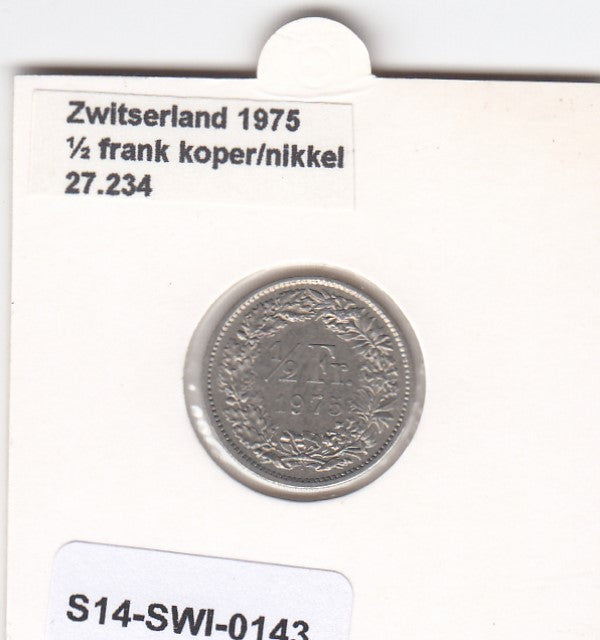 Zwitserland 1975
½ frank koper/nikkel
27.234
½ Fr.
1975
S14-SWI-0143